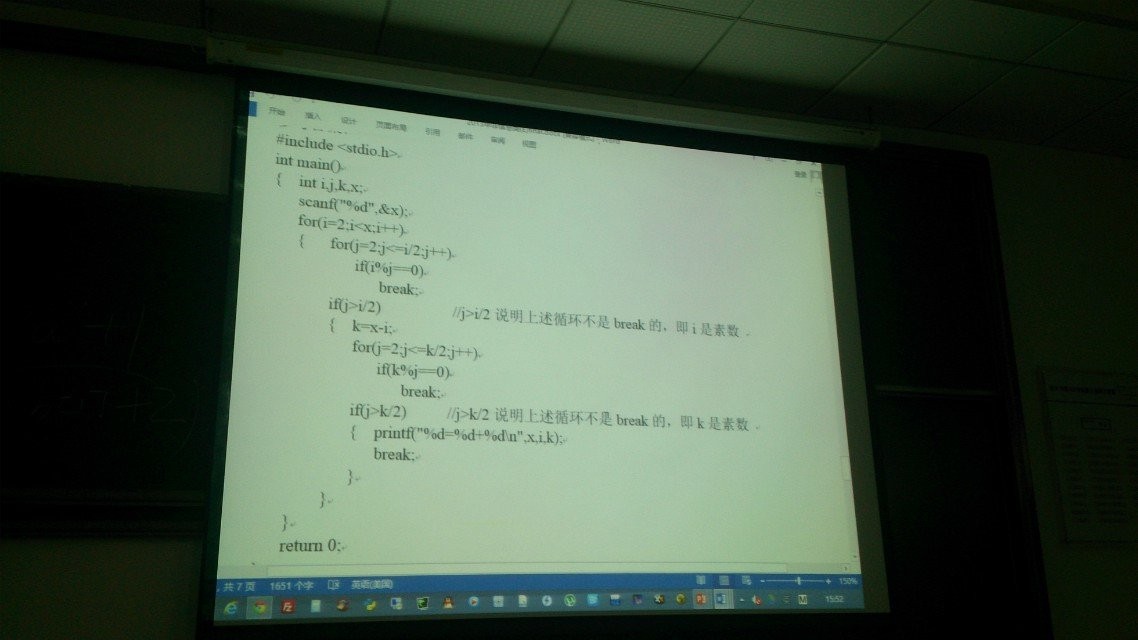 开始 插入 设计 页面布局 引用 邮件 审阅 视图
登录
#include <stdio.h>
int main()
{ int i,j,k,x;
scanf("%d",&x);
for(i=2;i<x;i++)
{ for(j=2;j<=i/2;j++)
if(i%j==0)
break;
if(j>i/2) //j>i/2 说明上述循环不是 break 的，即 i 是素数
{ k=x-i;
for(j=2;j<=k/2;j++)
if(k%j==0)
break;
if(j>k/2) //j>k/2 说明上述循环不是 break 的，即 k 是素数
{ printf("%d=%d+%d\n",x,i,k);
break;
}
}
}
return 0;
共 7 页 1651 个字 英语(美国) 150%
15:52